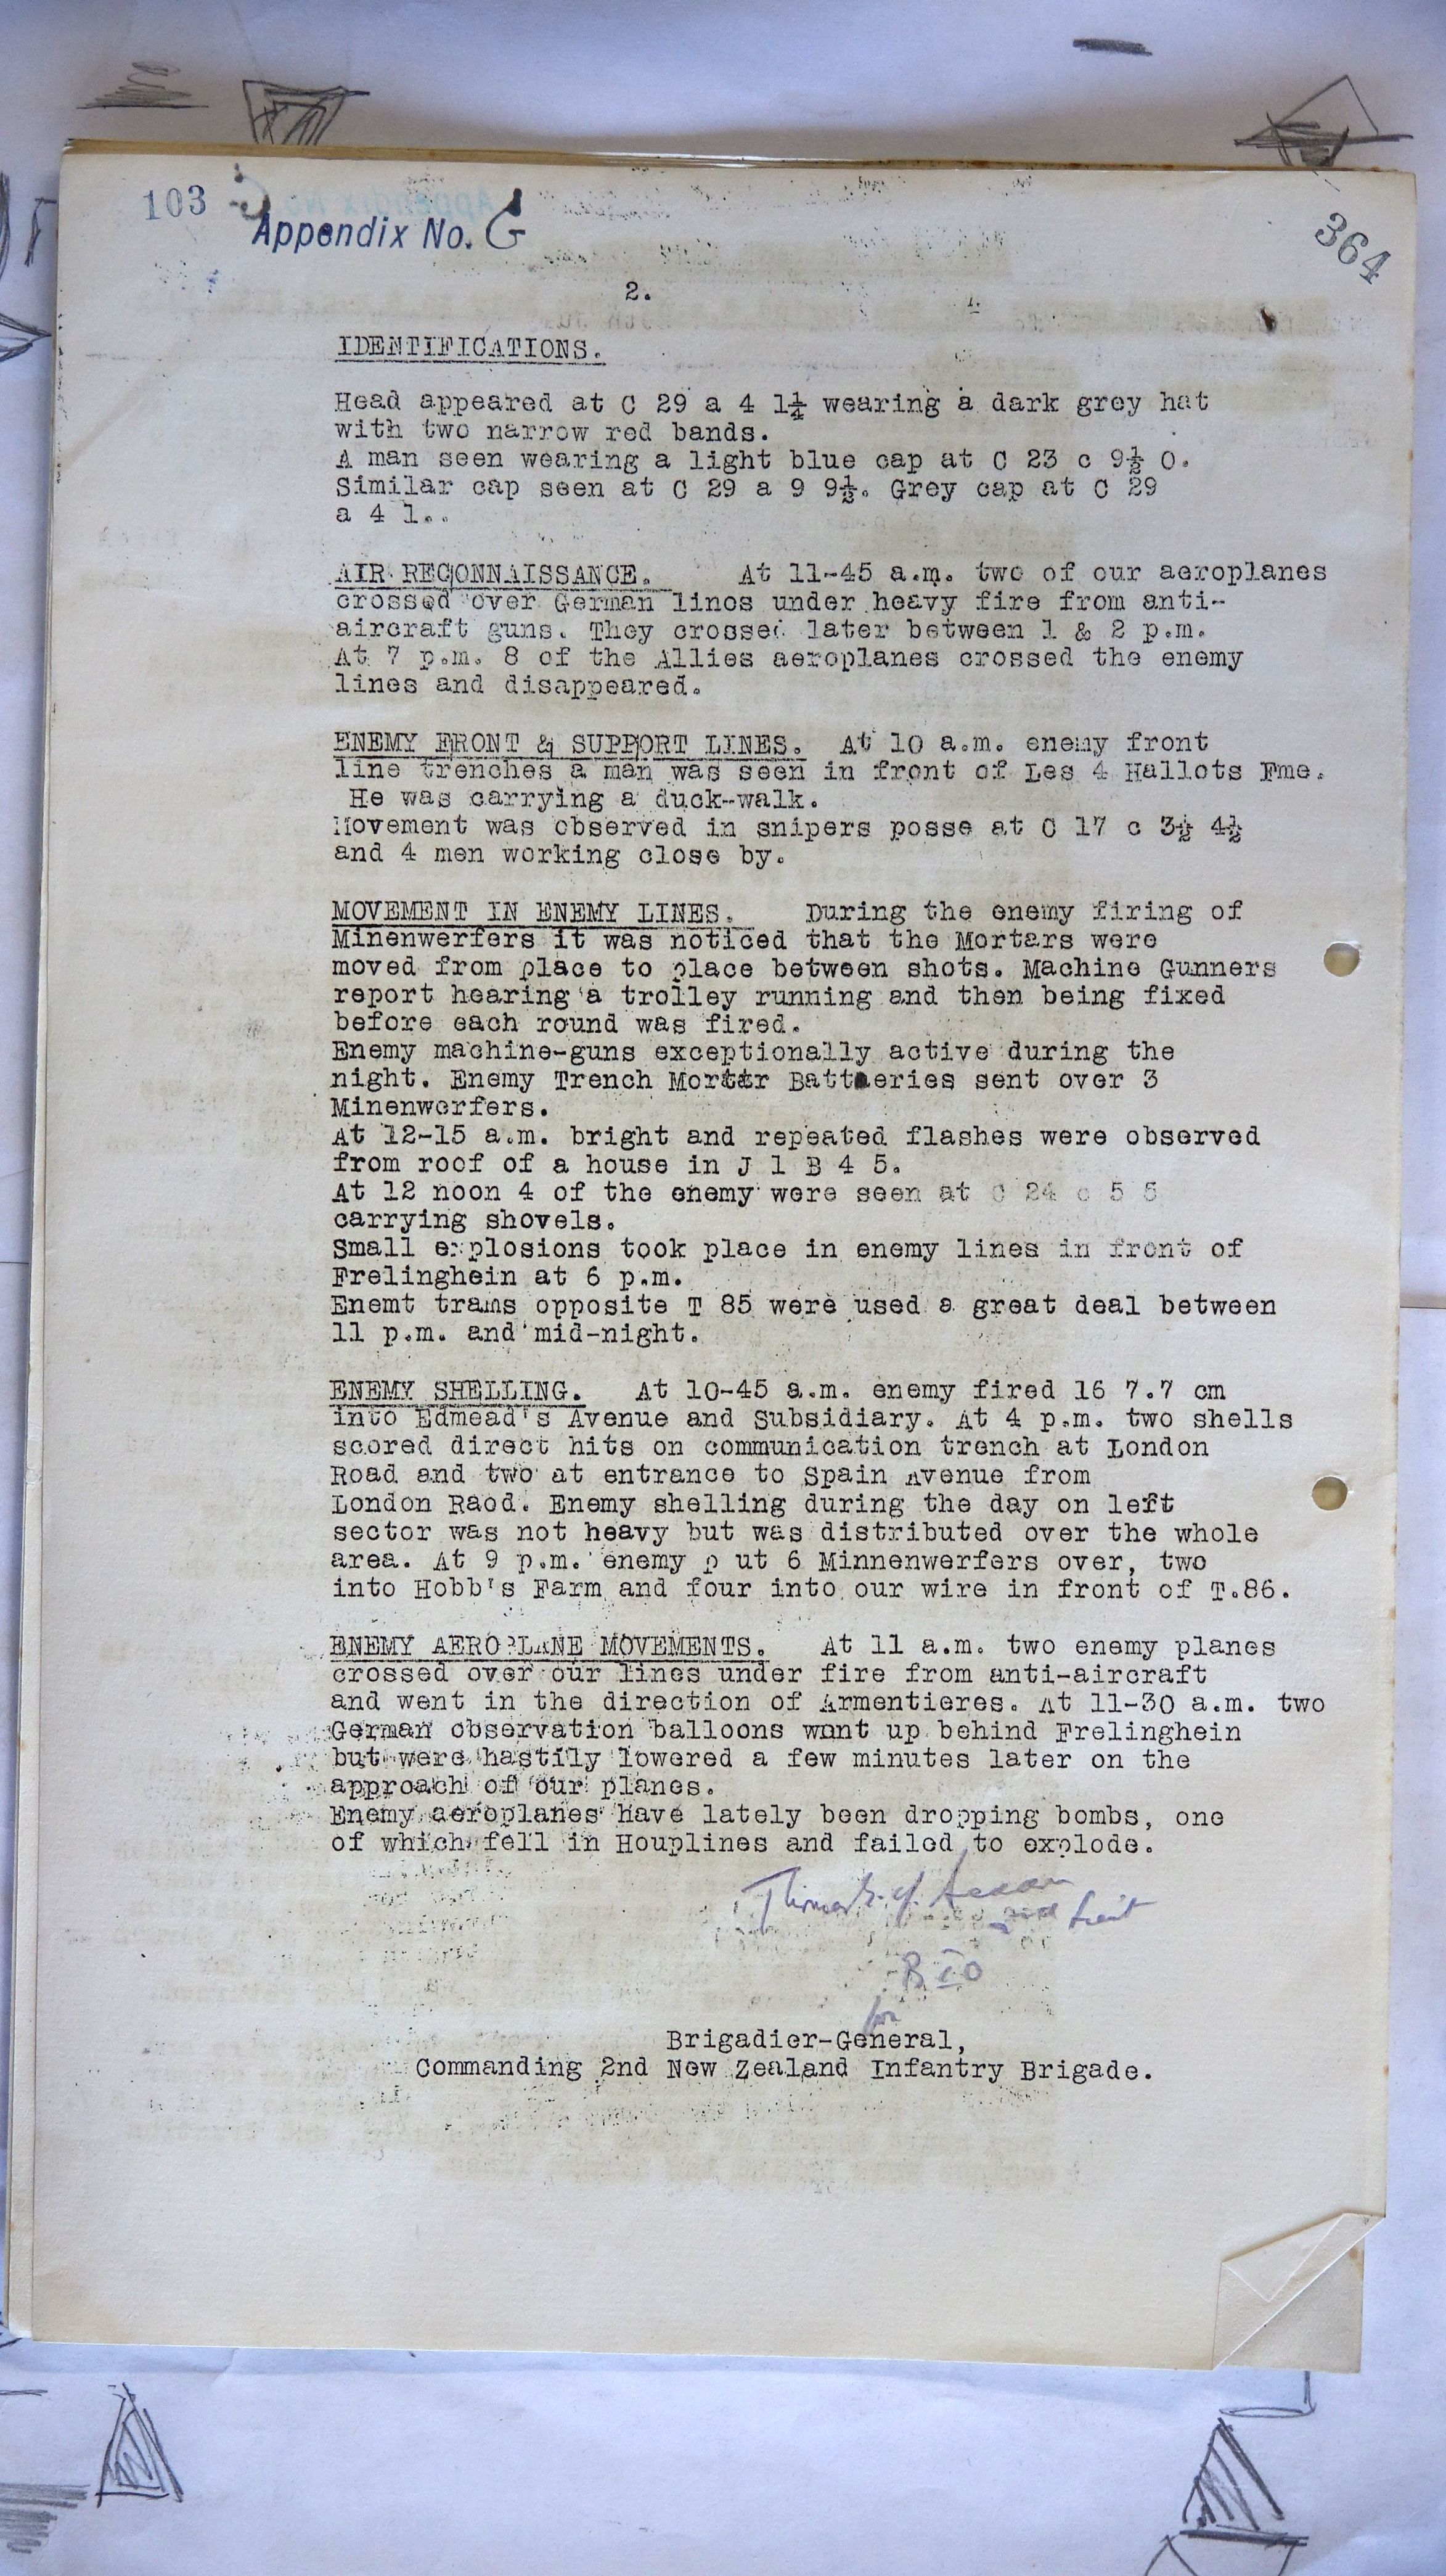 103
Appendix No. G
364
2.
IDENTIFICATIONS.
Head appeared at C 29 a 4 1¼ wearing a dark grey hat
with two narrow red bands.
A man seen wearing a light blue cap at C 23 c 9½ 0.
Similar cap seen at C 29 a 9 9½. Grey cap at C 29
a 4 1..
AIR RECONNAISSANCE. At 11-45 a.m. two of our aeroplanes
crossed over German lines under heavy fire from anti-
aircraft guns. They crossed later between 1 & 2 p.m.
At 7 p.m. 8 of the Allies aeroplanes crossed the enemy
lines and disappeared.
ENEMY FRONT & SUPPORT LINES. At 10 a.m. enemy front
line trenches a man was seen in front of Les 4 Hallots Fme.
He was carrying a duck-walk.
Movement was observed in snipers posse at C 17 c 3½ 4½
and 4 men working close by.
MOVEMENT IN ENEMY LINES. During the enemy firing of
Minenwerfers it was noticed that the Mortars were
moved from place to place between shots. Machine Gunners
report hearing a trolley running and then being fixed
before each round was fired.
Enemy machine-guns exceptionally active during the
night. Enemy Trench Mortar Batteries sent over 3
Minenwerfers.
At 12-15 a.m. bright and repeated flashes were observed
from roof of a house in J 1 B 4 5.
At 12 noon 4 of the enemy were seen at C 24 c 5 5
carrying shovels.
Small explosions took place in enemy lines in front of
Frelinghein at 6 p.m.
Enemt trams opposite T 85 were used a great deal between
11 p.m. and mid-night.
ENEMY SHELLING. At 10-45 a.m. enemy fired 16 7.7 cm
into Edmead's Avenue and Subsidiary. At 4 p.m. two shells
scored direct hits on communication trench at London
Road and two at entrance to Spain Avenue from
London Raod. Enemy shelling during the day on left
sector was not heavy but was distributed over the whole
area. At 9 p.m. enemy p ut 6 Minnenwerfers over, two
into Hobb's Farm and four into our wire in front of T.86.
ENEMY AEROPLANE MOVEMENTS. At 11 a.m. two enemy planes
crossed over our lines under fire from anti-aircraft
and went in the direction of Armentieres. At 11-30 a.m. two
German observation balloons wnnt up behind Frelinghein
but were hastily lowered a few minutes later on the
approach of our planes.
Enemy aeroplanes have lately been dropping bombs, one
of which fell in Houplines and failed to explode.
2nd Lieut
B I O
for
Brigadier-General,
Commanding 2nd New Zealand Infantry Brigade.